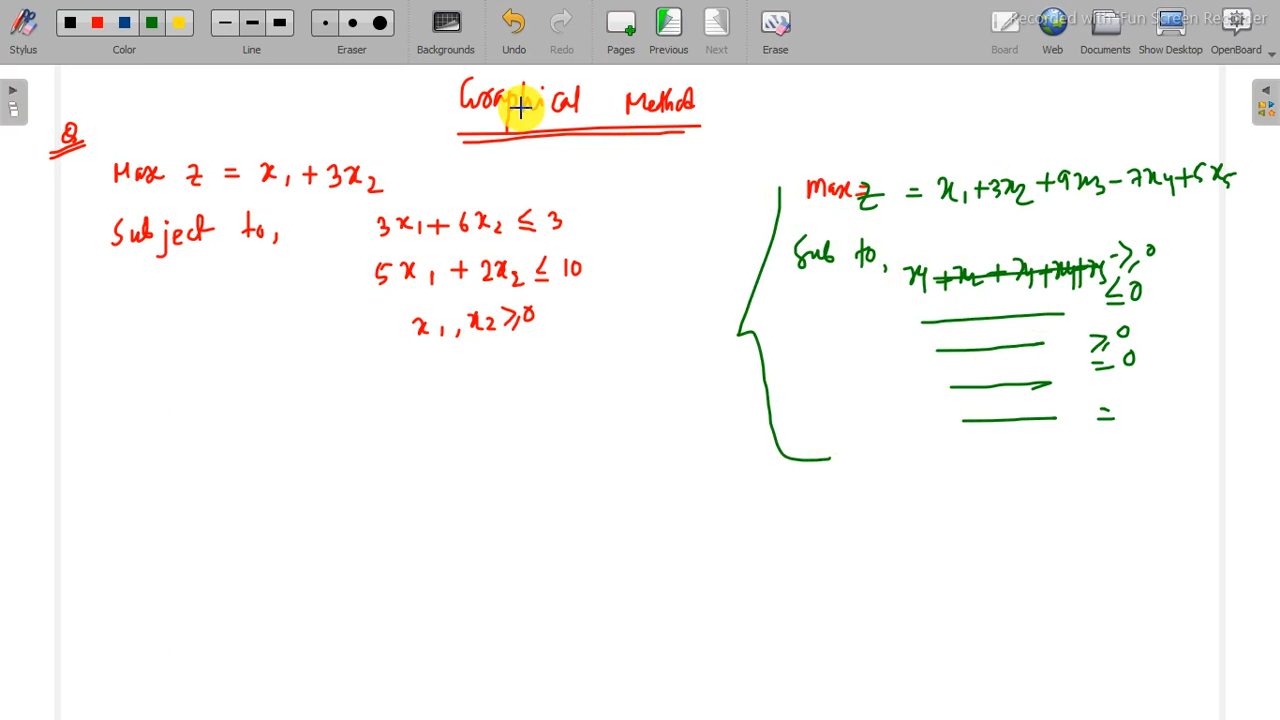 Stylus
Color
Line
Eraser
Backgrounds
Undo
Redo
Pages
Previous
Next
Erase
Board
Web
Documents
Show Desktop
OpenBoard
Recorded with iFun Screen Recorder
Graphical Method
Q
Max Z = x₁ + 3x₂
Subject to,
3x₁ + 6x₂ ≤ 3
5x₁ + 2x₂ ≤ 10
x₁, x₂ ≥ 0
Max Z = x₁ + 3x₂ + 9x₃ - 7x₄ + 5x₅
Sub to,
≥ 0
≤ 0
≥ 0
= 0
=